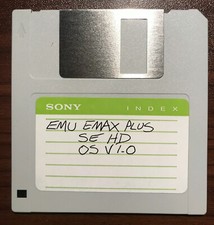 SONY INDEX
EMU EMAX PLUS
SE HD
OS V1.0